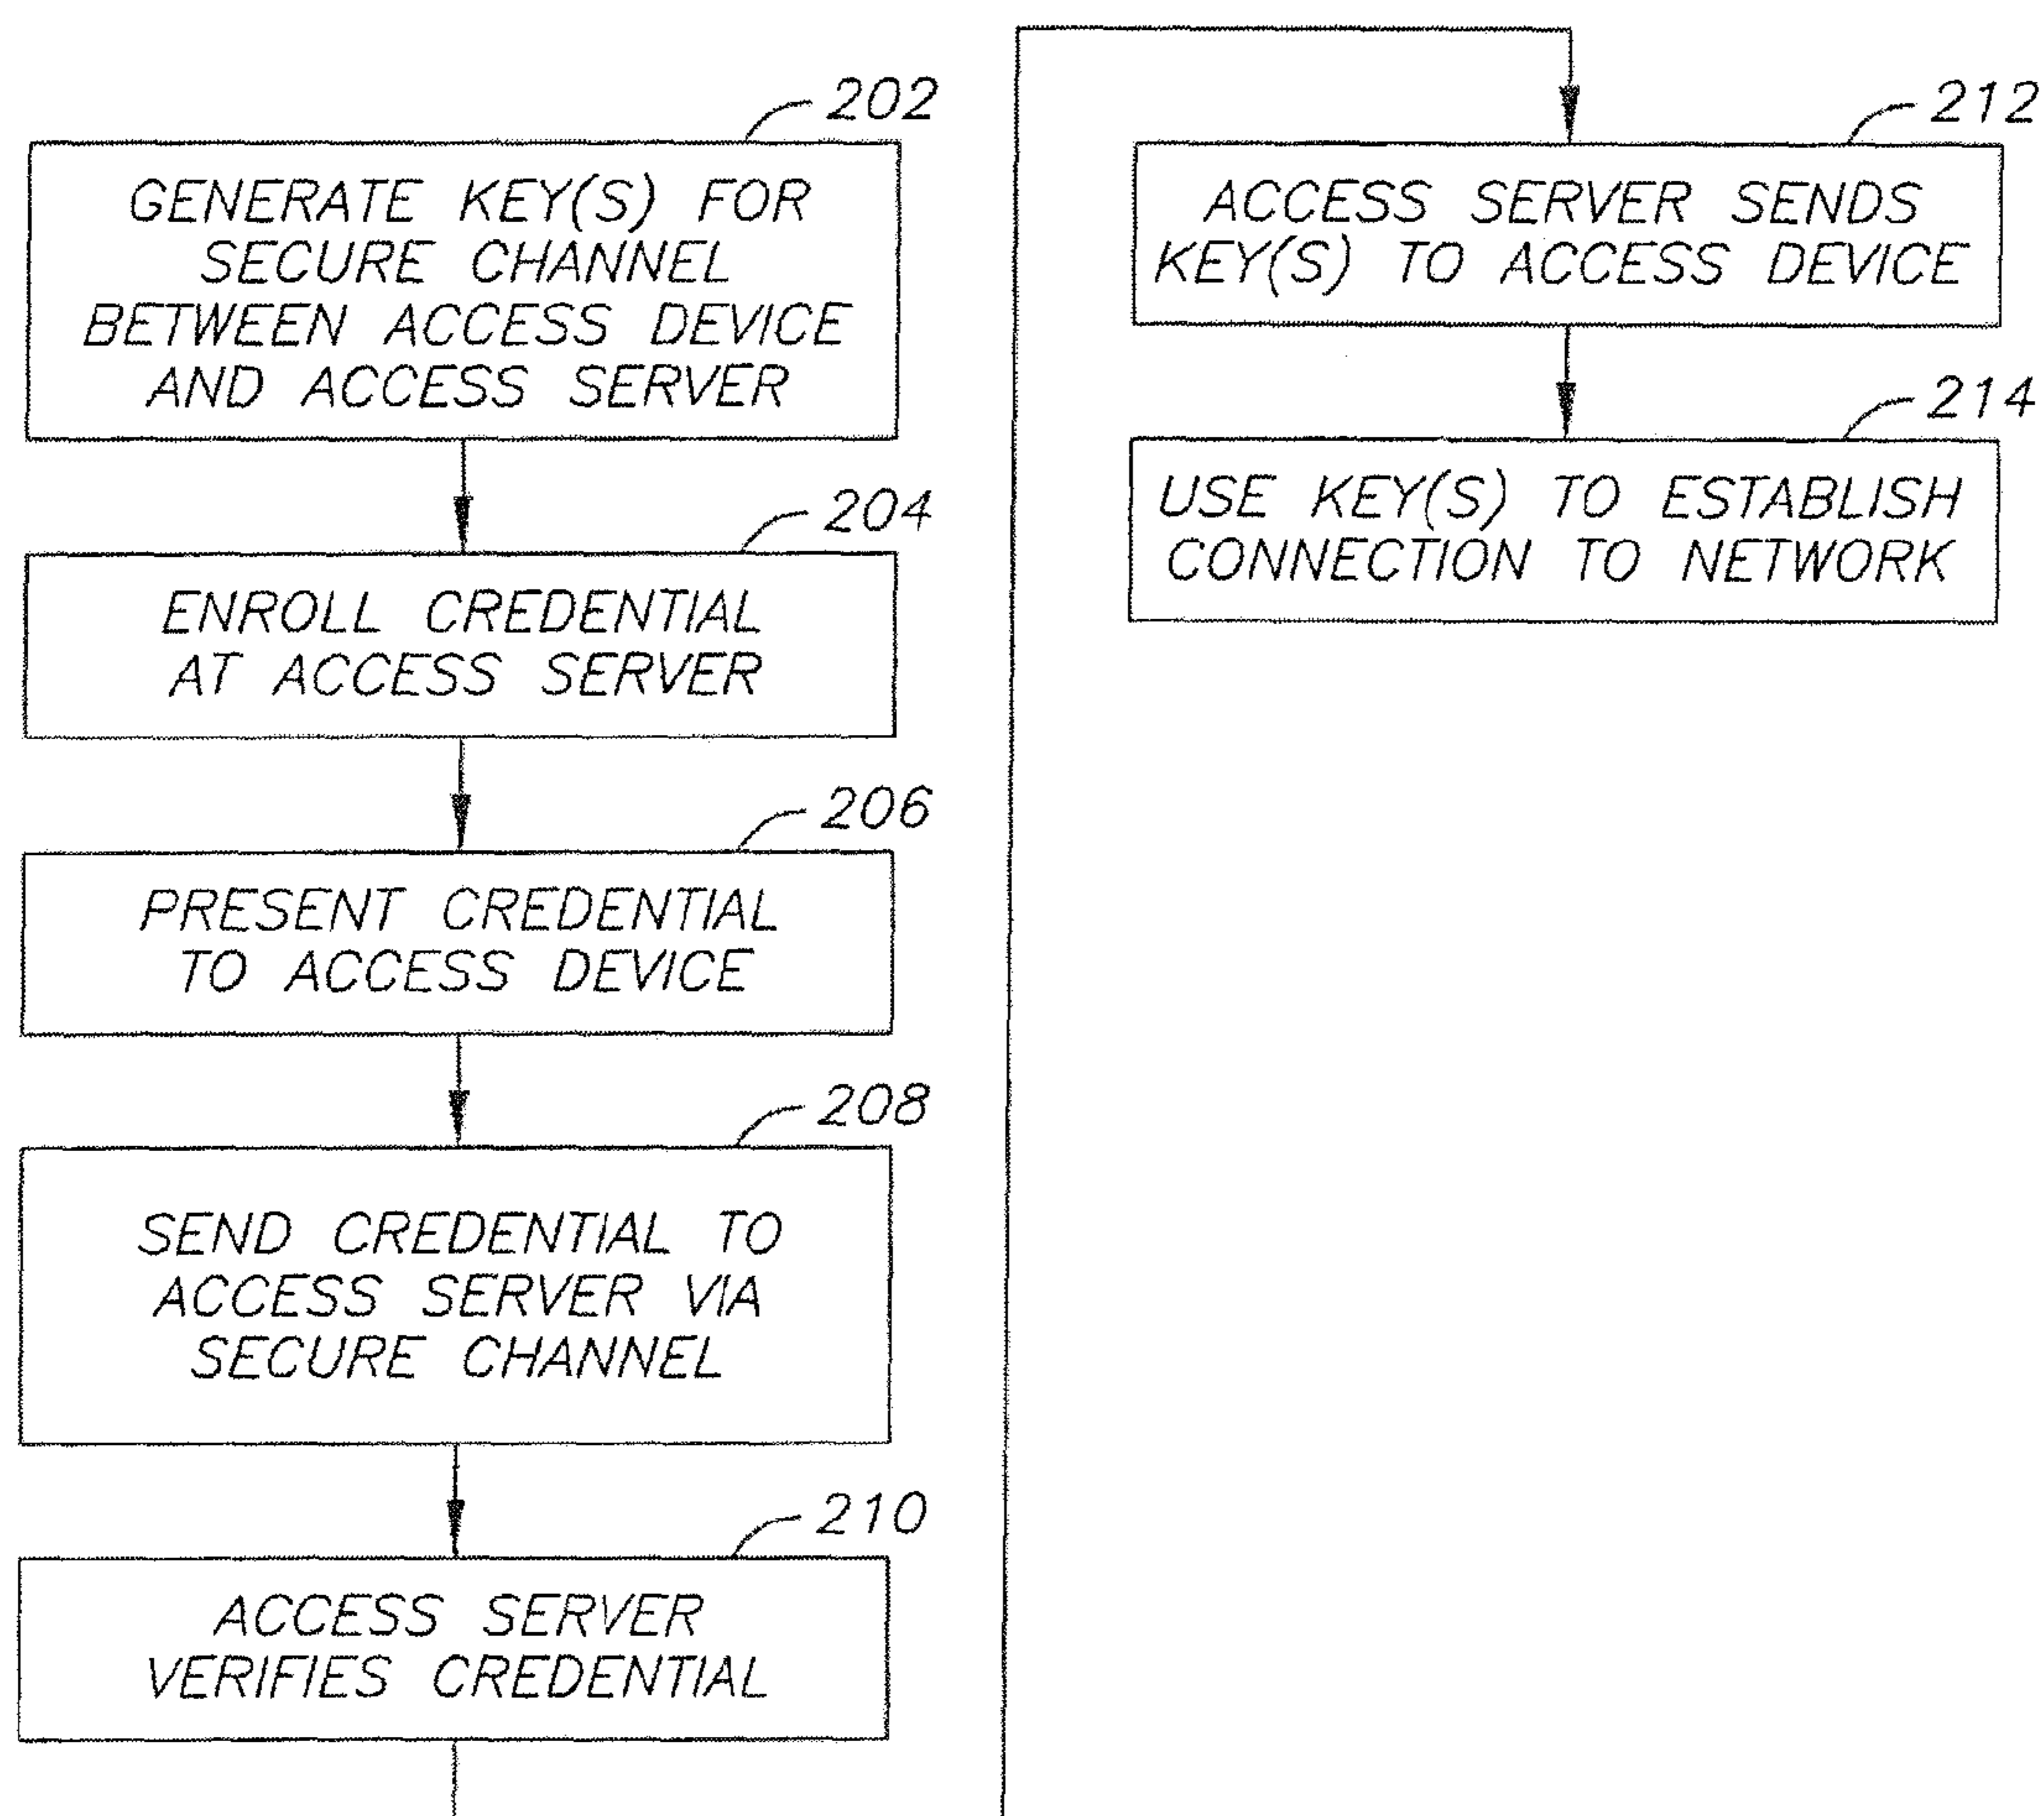 202
GENERATE KEY(S) FOR
SECURE CHANNEL
BETWEEN ACCESS DEVICE
AND ACCESS SERVER
204
ENROLL CREDENTIAL
AT ACCESS SERVER
206
PRESENT CREDENTIAL
TO ACCESS DEVICE
208
SEND CREDENTIAL TO
ACCESS SERVER VIA
SECURE CHANNEL
210
ACCESS SERVER
VERIFIES CREDENTIAL
212
ACCESS SERVER SENDS
KEY(S) TO ACCESS DEVICE
214
USE KEY(S) TO ESTABLISH
CONNECTION TO NETWORK